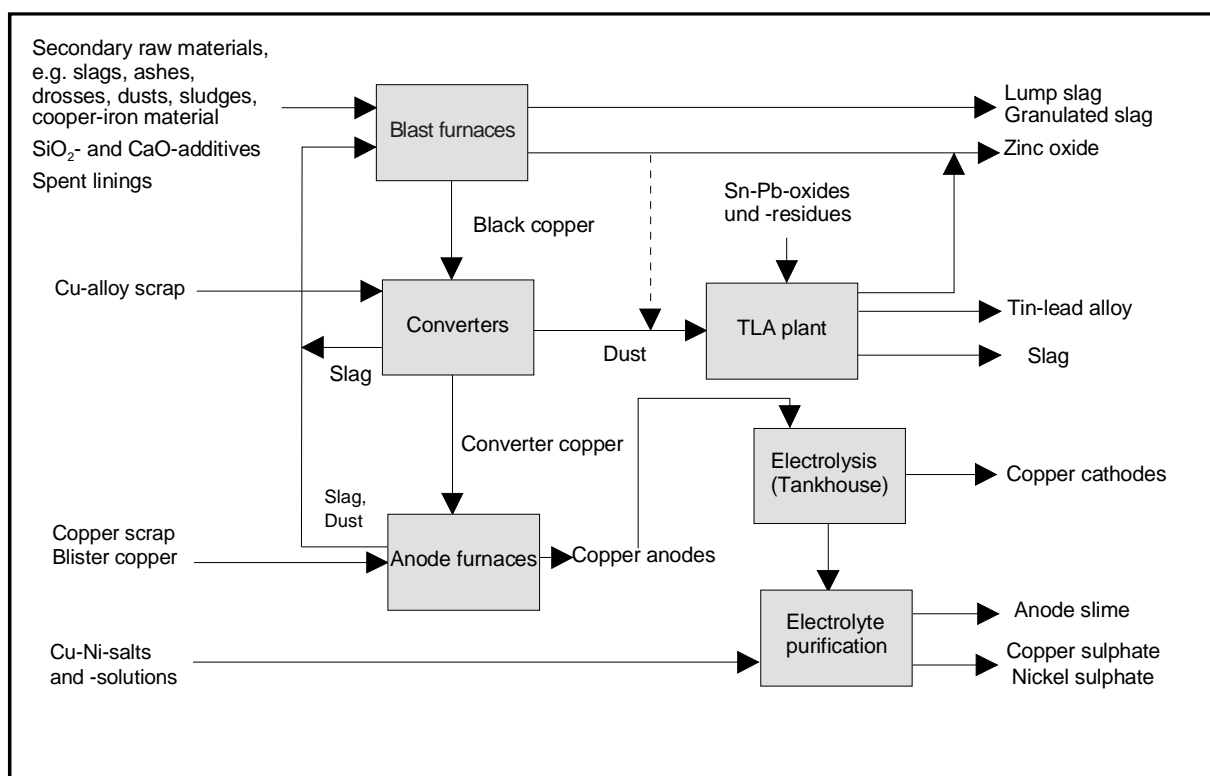 Secondary raw materials,
e.g. slags, ashes,
drosses, dusts, sludges,
cooper-iron material
SiO₂- and CaO-additives
Spent linings
Blast furnaces
Lump slag
Granulated slag
Zinc oxide
Sn-Pb-oxides
und -residues
Black copper
Cu-alloy scrap
Converters
TLA plant
Tin-lead alloy
Dust
Slag
Slag
Converter copper
Electrolysis
(Tankhouse)
Copper cathodes
Slag,
Dust
Copper scrap
Blister copper
Anode furnaces
Copper anodes
Electrolyte
purification
Anode slime
Cu-Ni-salts
and -solutions
Copper sulphate
Nickel sulphate